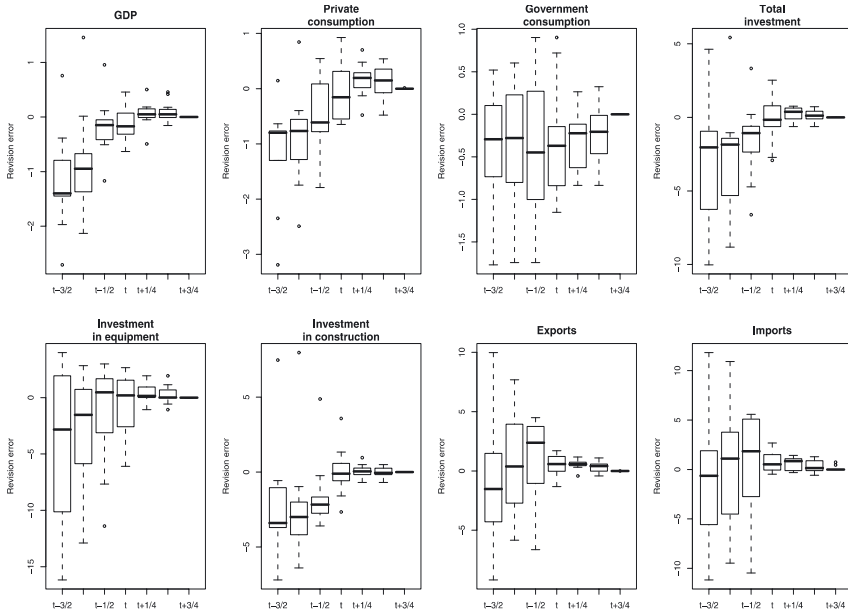 GDP
Revision error
1
0
−1
−2
t−3/2
t−1/2
t
t+1/4
t+3/4
Private
consumption
Revision error
1
0
−1
−2
−3
t−3/2
t−1/2
t
t+1/4
t+3/4
Government
consumption
Revision error
1.0
0.5
0.0
−0.5
−1.0
−1.5
t−3/2
t−1/2
t
t+1/4
t+3/4
Total
investment
Revision error
5
0
−5
−10
t−3/2
t−1/2
t
t+1/4
t+3/4
Investment
in equipment
Revision error
0
−5
−10
−15
t−3/2
t−1/2
t
t+1/4
t+3/4
Investment
in construction
Revision error
5
0
−5
t−3/2
t−1/2
t
t+1/4
t+3/4
Exports
Revision error
10
5
0
−5
t−3/2
t−1/2
t
t+1/4
t+3/4
Imports
Revision error
10
5
0
−5
−10
t−3/2
t−1/2
t
t+1/4
t+3/4